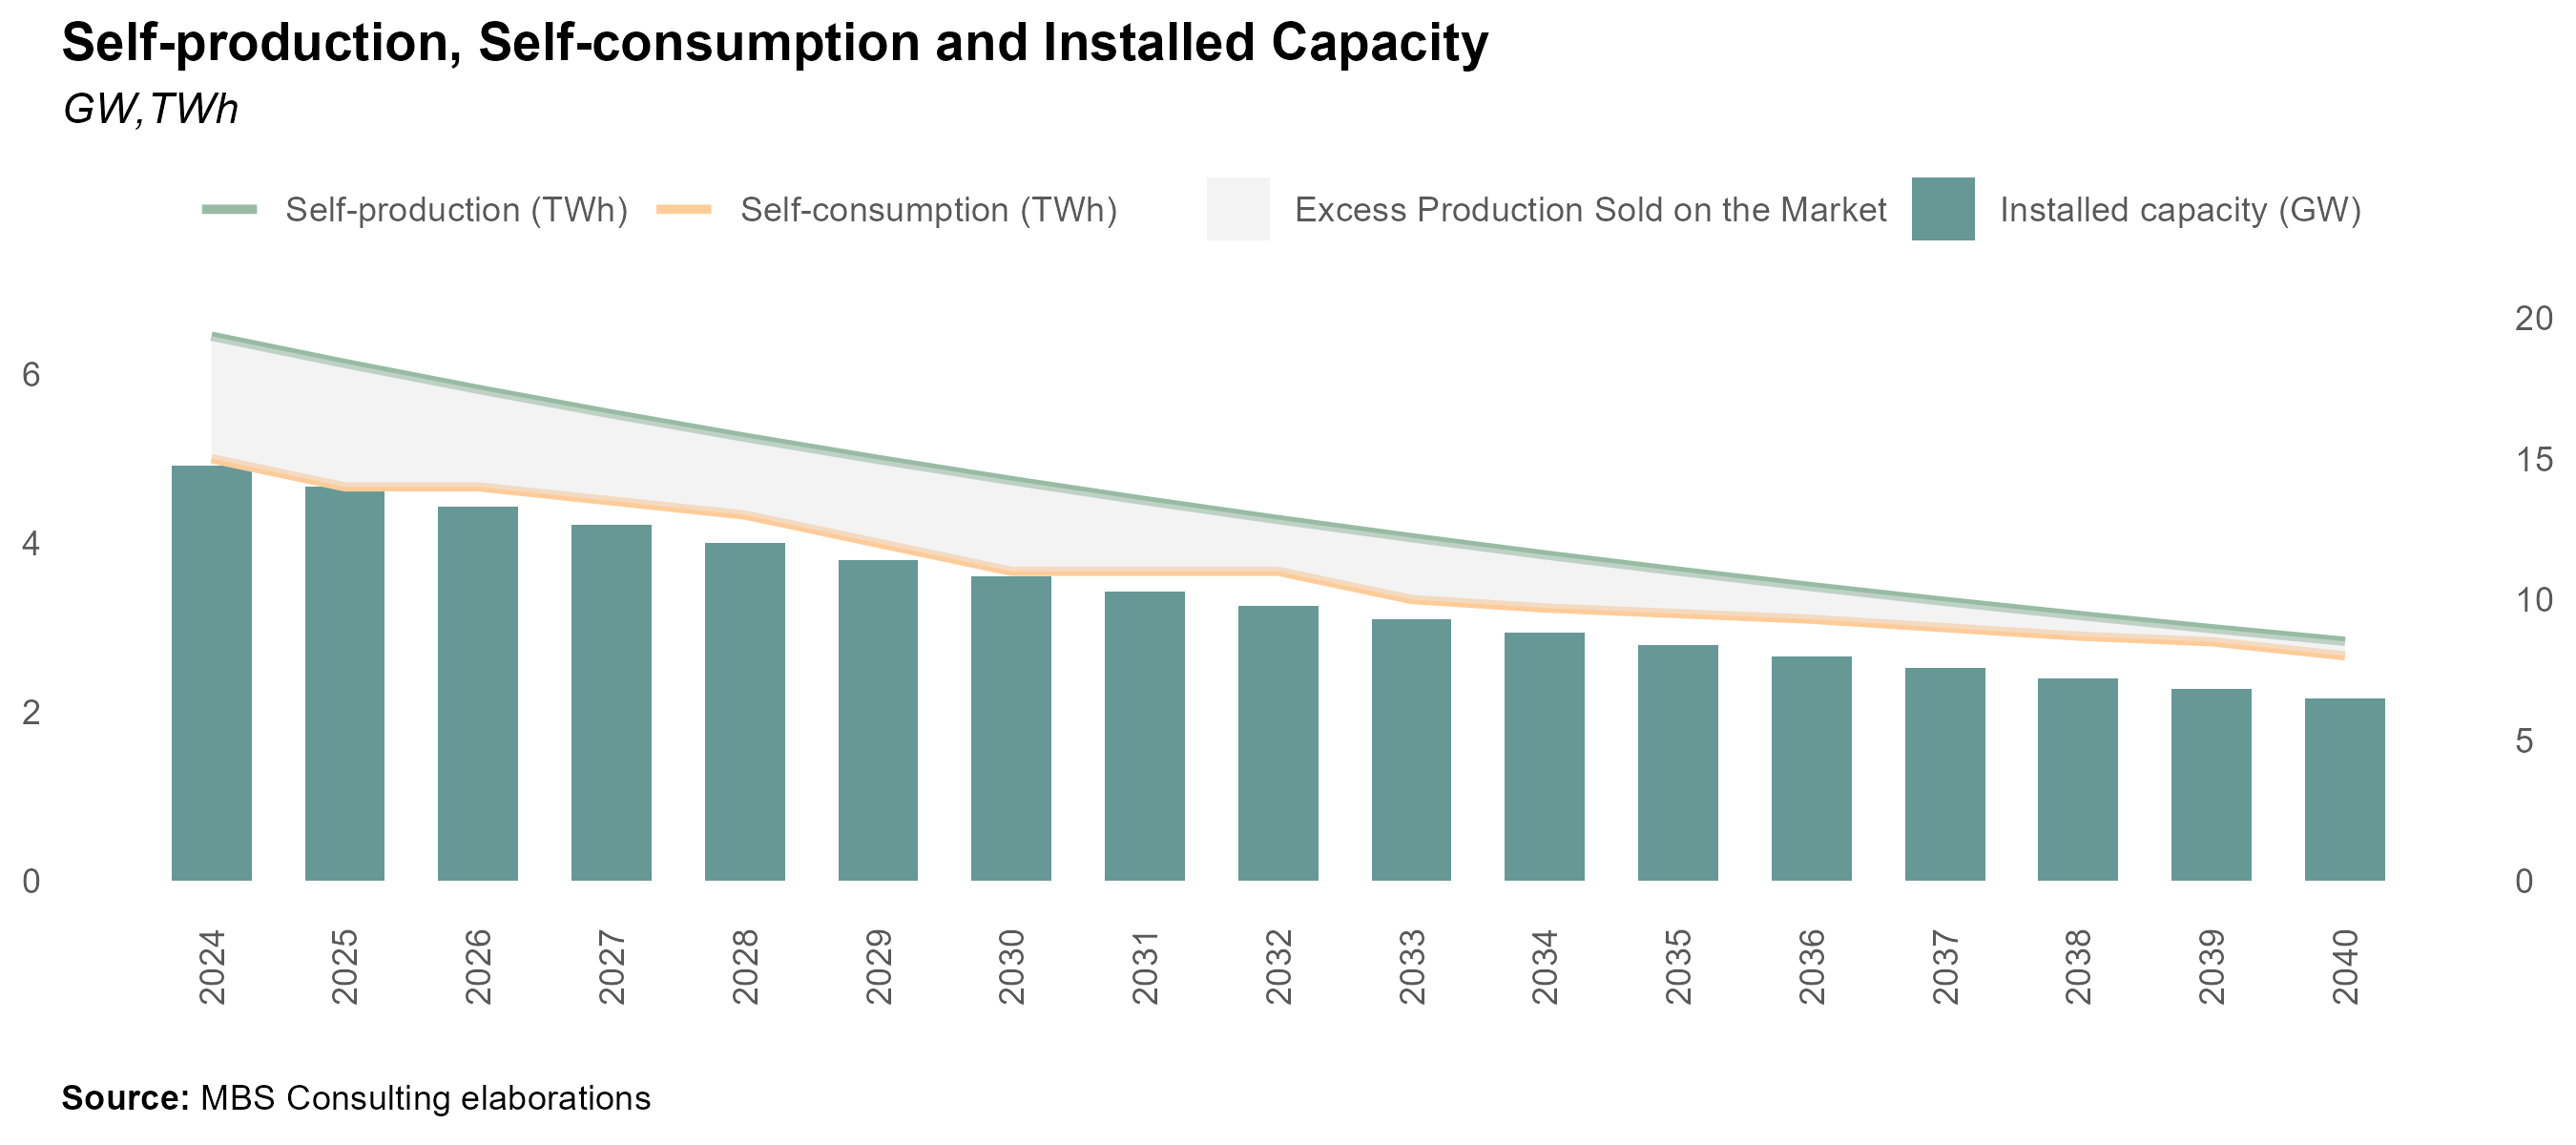 Self-production, Self-consumption and Installed Capacity
GW,TWh
Self-production (TWh) Self-consumption (TWh) Excess Production Sold on the Market Installed capacity (GW)
20
6
15
4
10
2
5
0 0
2024 2025 2026 2027 2028 2029 2030 2031 2032 2033 2034 2035 2036 2037 2038 2039 2040
Source: MBS Consulting elaborations